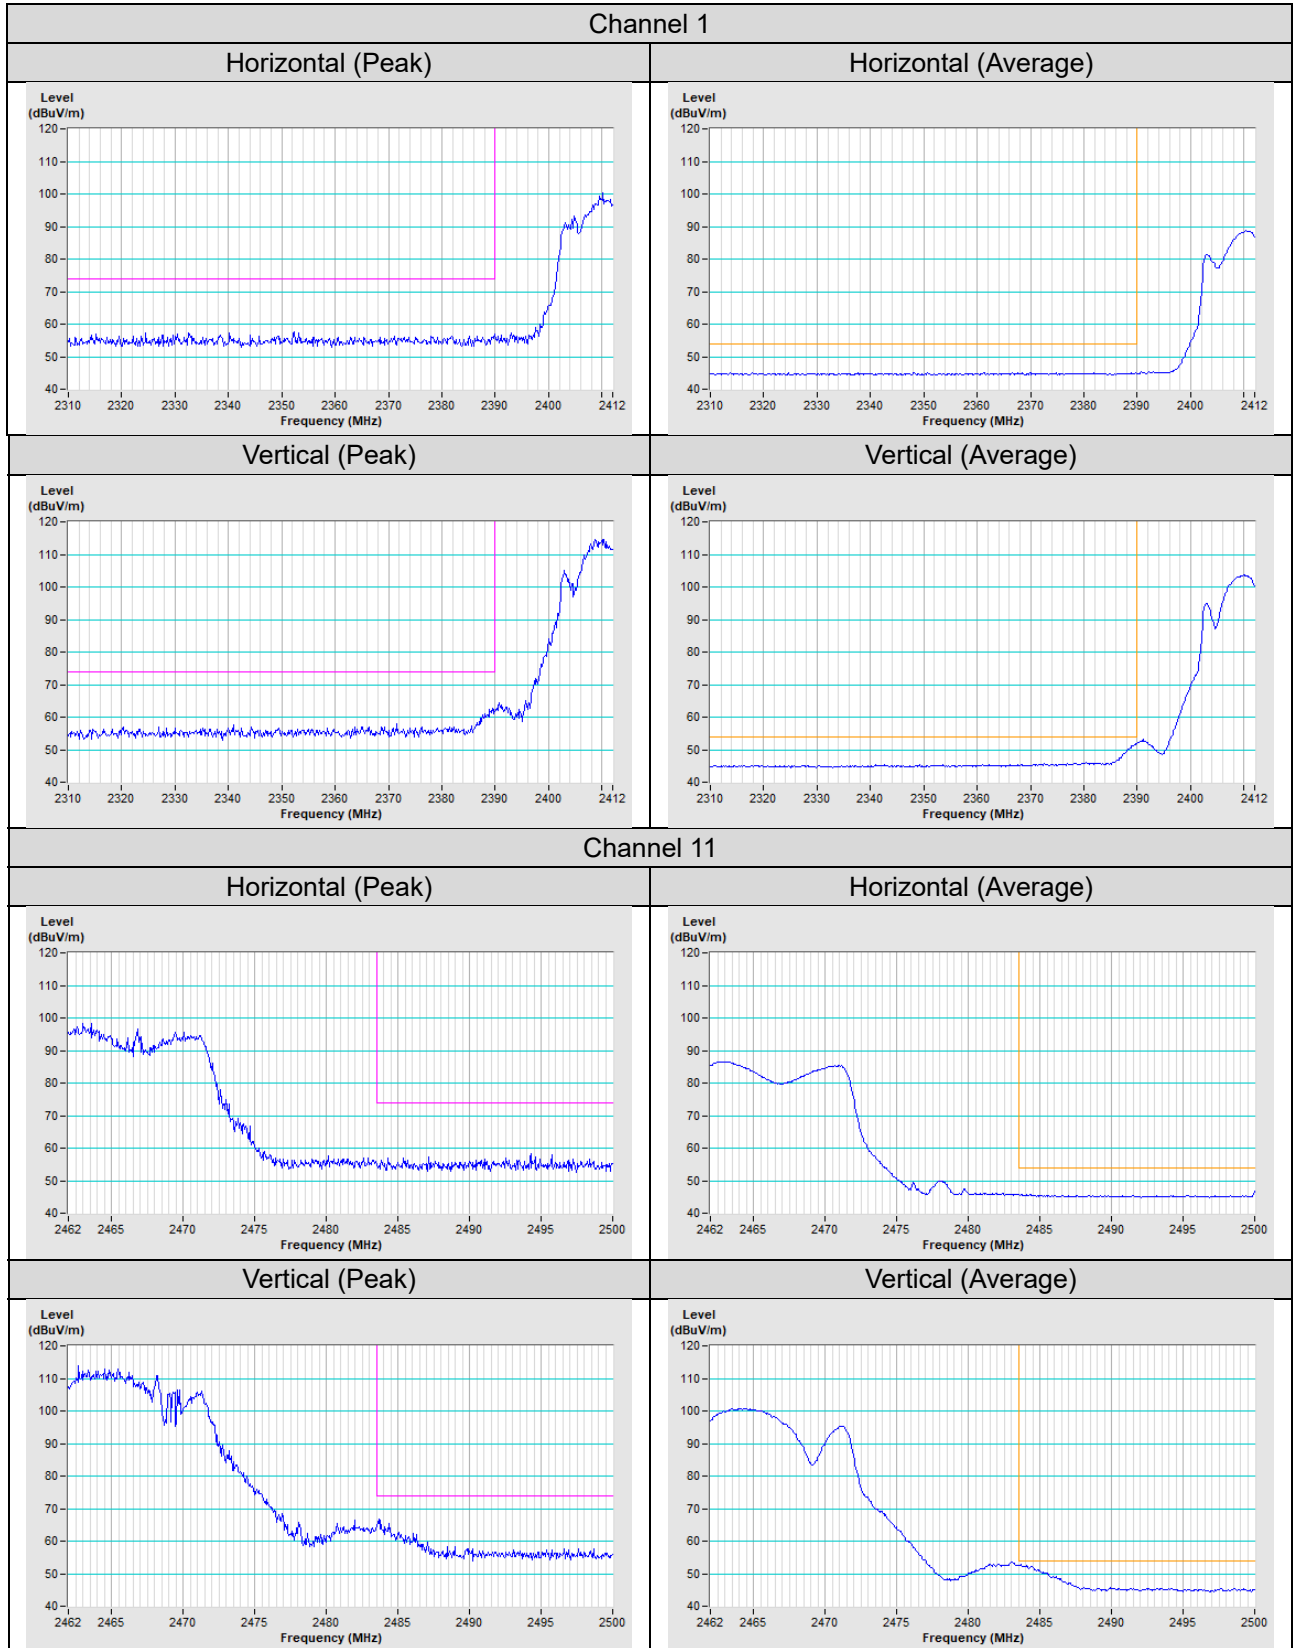 Channel 1
Horizontal (Peak)
Horizontal (Average)
Level
(dBuV/m)
120
110
100
90
80
70
60
50
40
2310 2320 2330 2340 2350 2360 2370 2380 2390 2400 2412
Frequency (MHz)
Level
(dBuV/m)
120
110
100
90
80
70
60
50
40
2310 2320 2330 2340 2350 2360 2370 2380 2390 2400 2412
Frequency (MHz)
Vertical (Peak)
Vertical (Average)
Level
(dBuV/m)
120
110
100
90
80
70
60
50
40
2310 2320 2330 2340 2350 2360 2370 2380 2390 2400 2412
Frequency (MHz)
Level
(dBuV/m)
120
110
100
90
80
70
60
50
40
2310 2320 2330 2340 2350 2360 2370 2380 2390 2400 2412
Frequency (MHz)
Channel 11
Horizontal (Peak)
Horizontal (Average)
Level
(dBuV/m)
120
110
100
90
80
70
60
50
40
2462 2465 2470 2475 2480 2485 2490 2495 2500
Frequency (MHz)
Level
(dBuV/m)
120
110
100
90
80
70
60
50
40
2462 2465 2470 2475 2480 2485 2490 2495 2500
Frequency (MHz)
Vertical (Peak)
Vertical (Average)
Level
(dBuV/m)
120
110
100
90
80
70
60
50
40
2462 2465 2470 2475 2480 2485 2490 2495 2500
Frequency (MHz)
Level
(dBuV/m)
120
110
100
90
80
70
60
50
40
2462 2465 2470 2475 2480 2485 2490 2495 2500
Frequency (MHz)